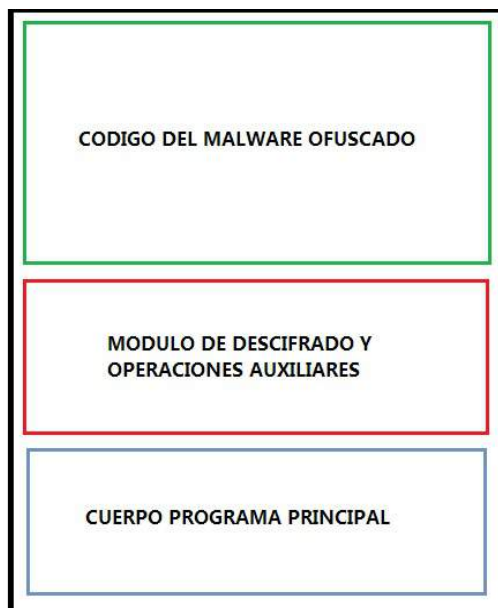 CODIGO DEL MALWARE OFUSCADO
MODULO DE DESCIFRADO Y
OPERACIONES AUXILIARES
CUERPO PROGRAMA PRINCIPAL